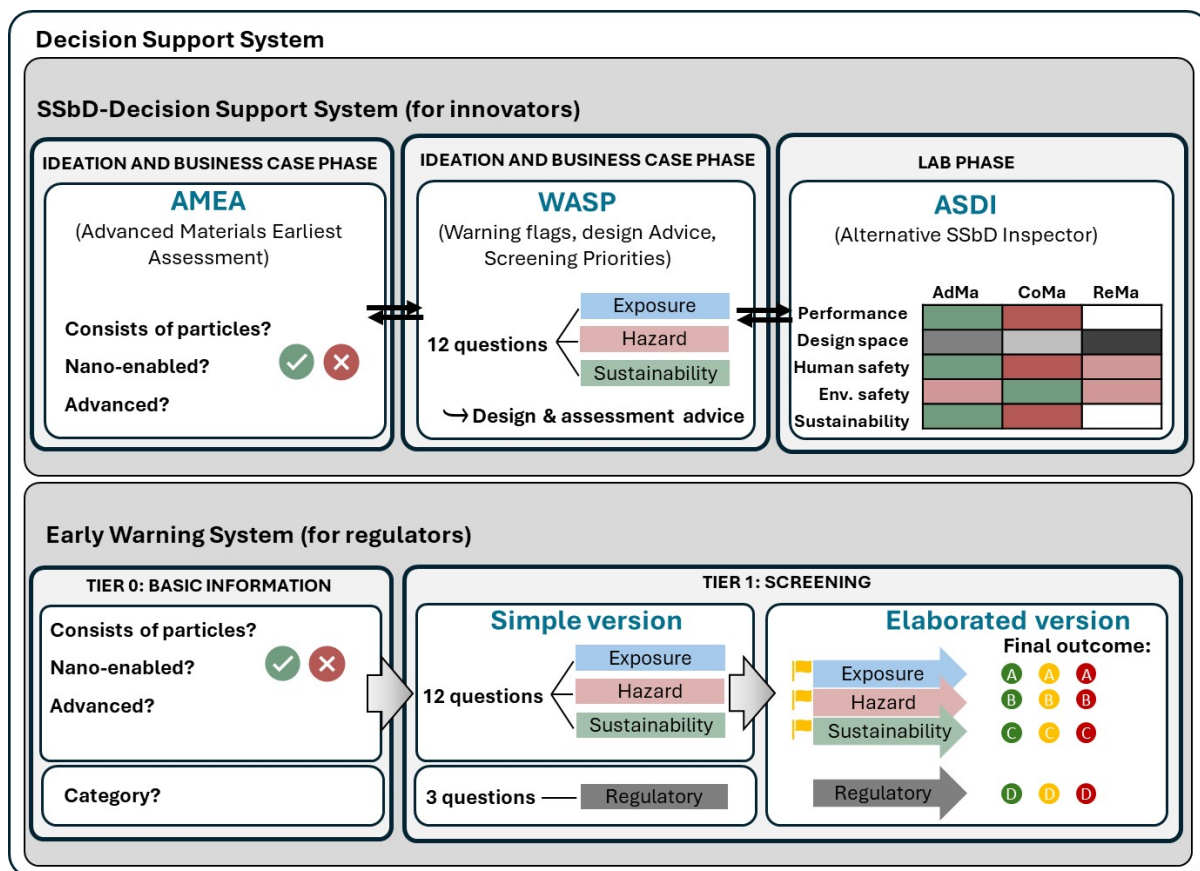 Decision Support System
SSbD-Decision Support System (for innovators)
IDEATION AND BUSINESS CASE PHASE
AMEA
(Advanced Materials Earliest
Assessment)
Consists of particles?
Nano-enabled?
Advanced?
IDEATION AND BUSINESS CASE PHASE
WASP
(Warning flags, design Advice,
Screening Priorities)
12 questions
Exposure
Hazard
Sustainability
Design & assessment advice
LAB PHASE
ASDI
(Alternative SSbD Inspector)
AdMa CoMa ReMa
Performance
Design space
Human safety
Env. safety
Sustainability
Early Warning System (for regulators)
TIER 0: BASIC INFORMATION
Consists of particles?
Nano-enabled?
Advanced?
Category?
TIER 1: SCREENING
Simple version
12 questions
Exposure
Hazard
Sustainability
3 questions
Regulatory
Elaborated version
Final outcome:
Exposure A A A
Hazard B B B
Sustainability C C C
Regulatory D D D